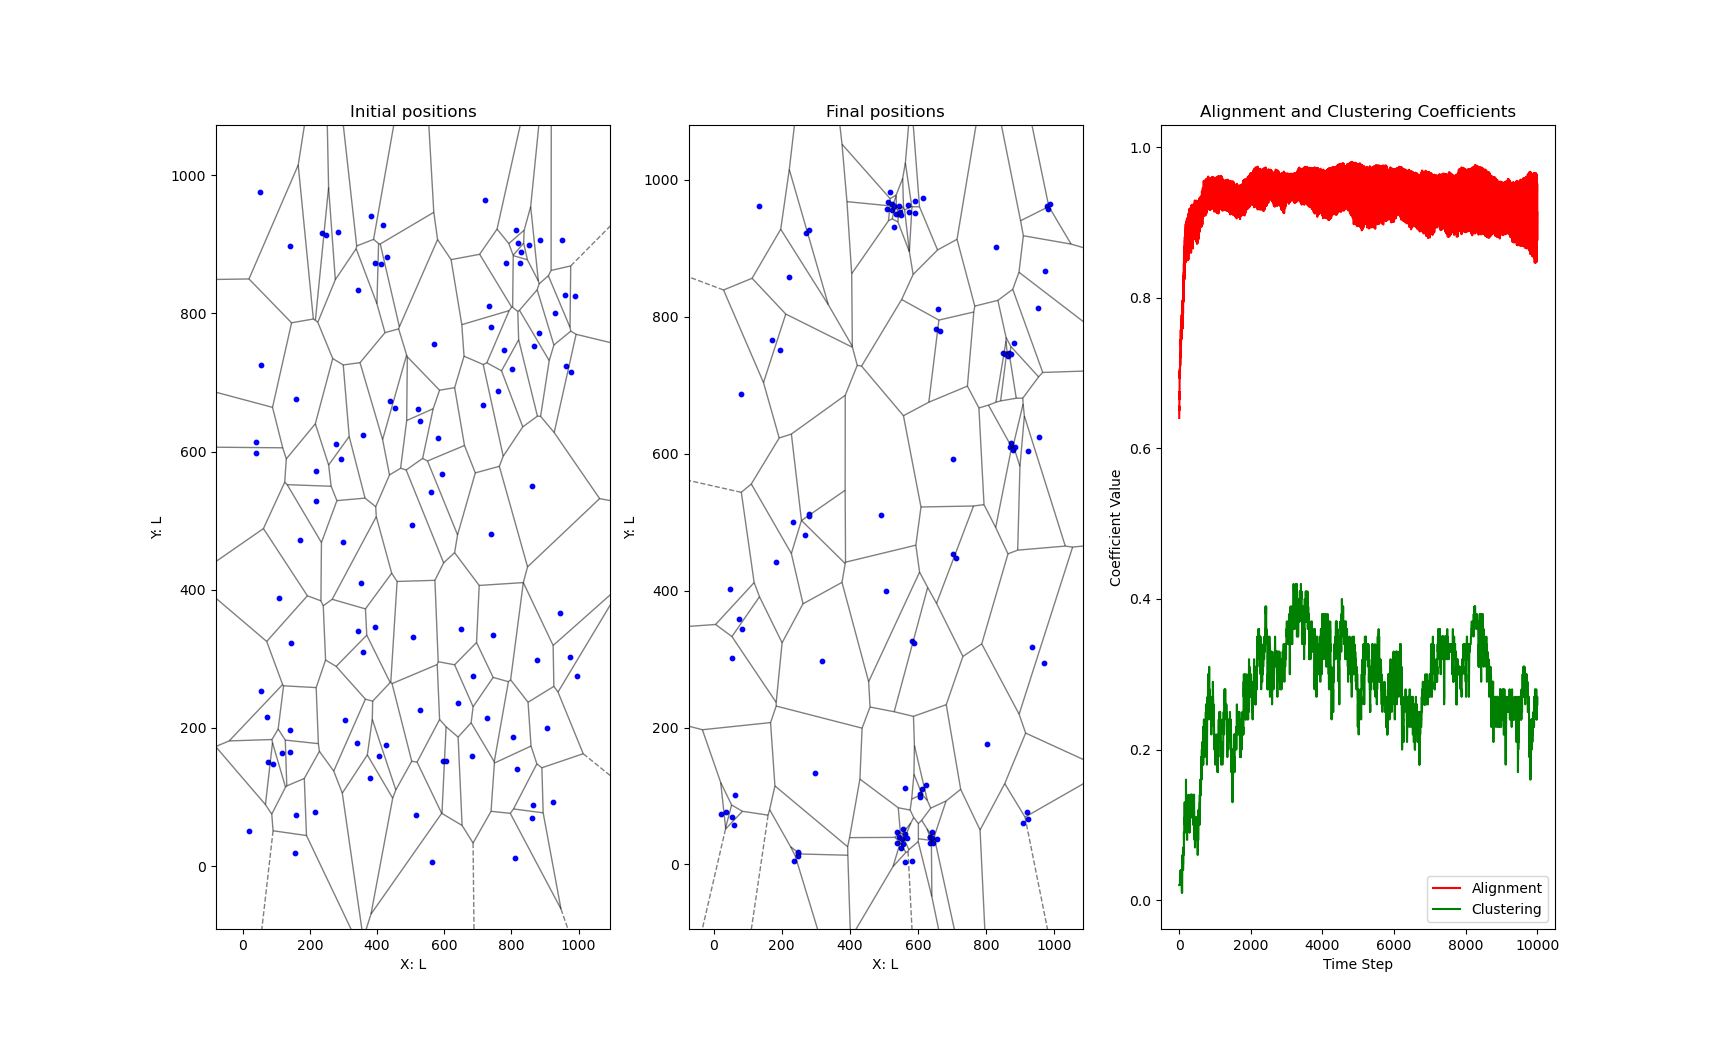 Initial positions
1000
800
600
400
200
0
Y: L
0 200 400 600 800 1000
X: L
Final positions
1000
800
600
400
200
0
Y: L
0 200 400 600 800 1000
X: L
Alignment and Clustering Coefficients
1.0
0.8
0.6
0.4
0.2
0.0
Coefficient Value
Alignment
Clustering
0 2000 4000 6000 8000 10000
Time Step